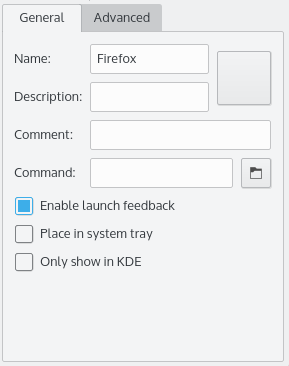 General Advanced
Name: Firefox
Description:
Comment:
Command:
Enable launch feedback
Place in system tray
Only show in KDE